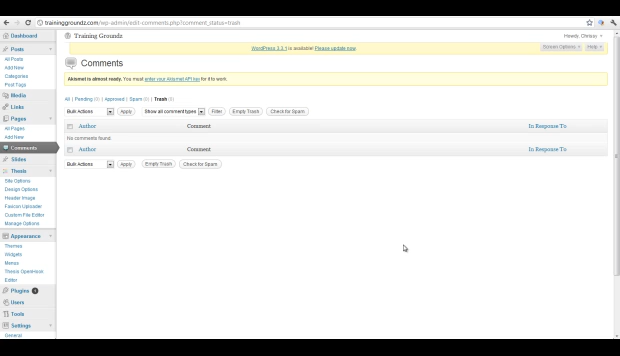 traininggroundz.com/wp-admin/edit-comments.php?comment_status=trash
Training Groundz
Howdy, Chrissy
WordPress 3.3.1 is available! Please update now.
Screen Options
Help
Comments
Akismet is almost ready. You must enter your Akismet API key for it to work.
All | Pending (0) | Approved | Spam (0) | Trash (0)
Bulk Actions Apply Show all comment types Filter Empty Trash Check for Spam
Author Comment In Response To
No comments found.
Author Comment In Response To
Bulk Actions Apply Empty Trash Check for Spam
Dashboard
Posts
All Posts
Add New
Categories
Post Tags
Media
Links
Pages
All Pages
Add New
Comments
Slides
Thesis
Site Options
Design Options
Header Image
Favicon Uploader
Custom File Editor
Manage Options
Appearance
Themes
Widgets
Menus
Thesis OpenHook
Editor
Plugins
Users
Tools
Settings
General